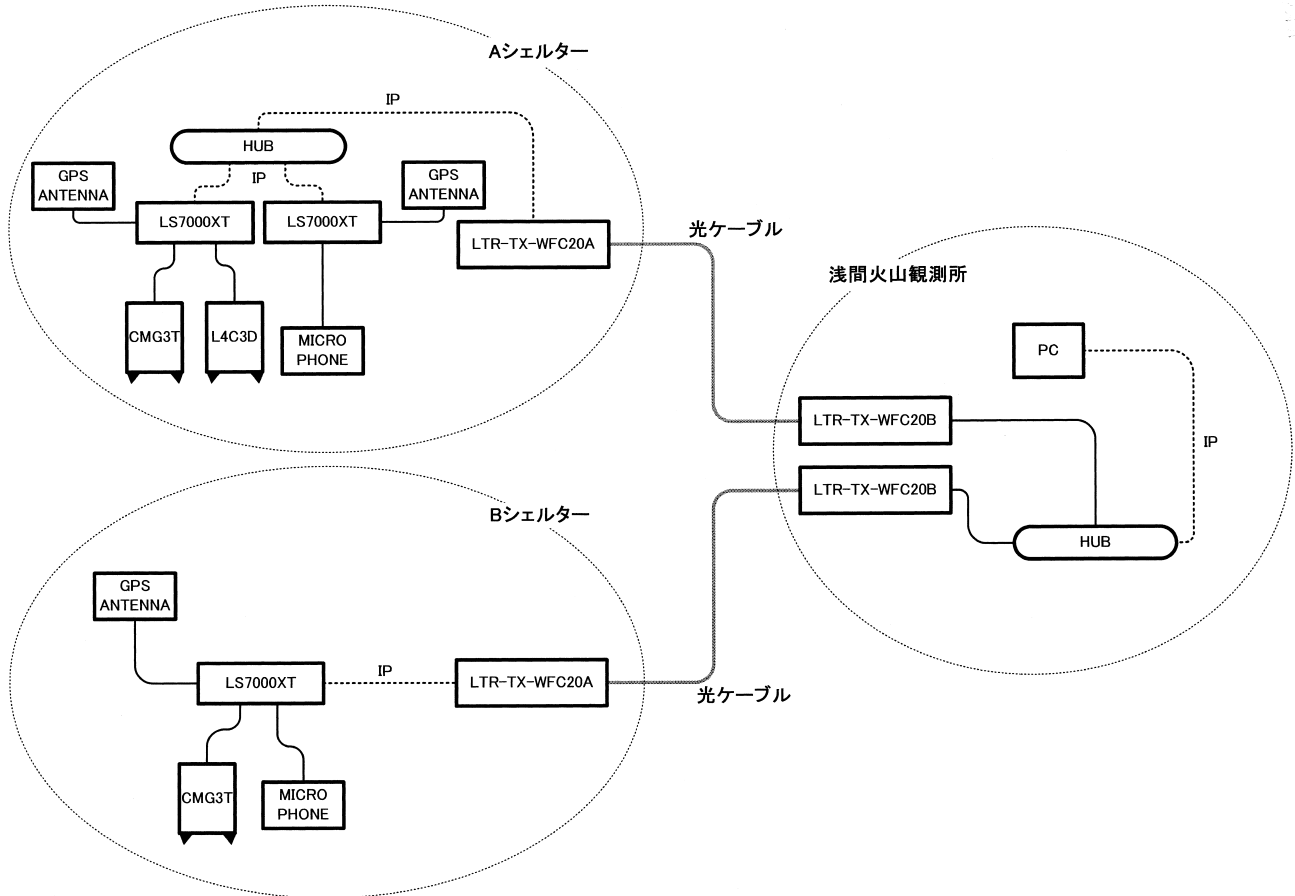 Aシェルター
IP
HUB
GPS
ANTENNA
IP
GPS
ANTENNA
LS7000XT
LS7000XT
LTR-TX-WFC20A
CMG3T
L4C3D
MICRO
PHONE
光ケーブル
浅間火山観測所
PC
LTR-TX-WFC20B
IP
LTR-TX-WFC20B
HUB
Bシェルター
GPS
ANTENNA
LS7000XT
IP
LTR-TX-WFC20A
光ケーブル
CMG3T
MICRO
PHONE